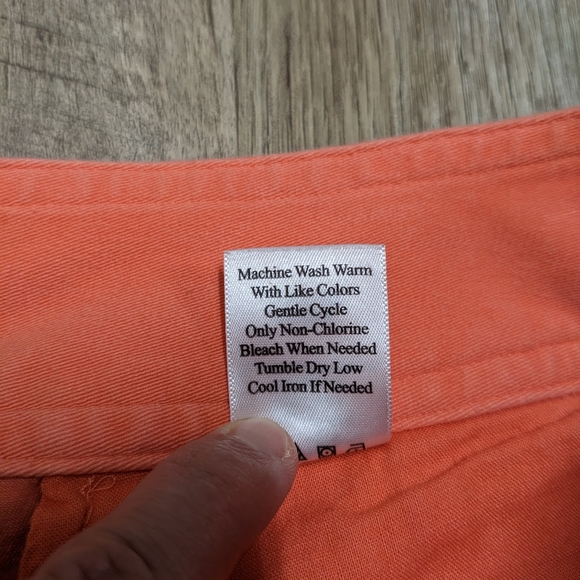 Machine Wash Warm
With Like Colors
Gentle Cycle
Only Non-Chlorine
Bleach When Needed
Tumble Dry Low
Cool Iron If Needed